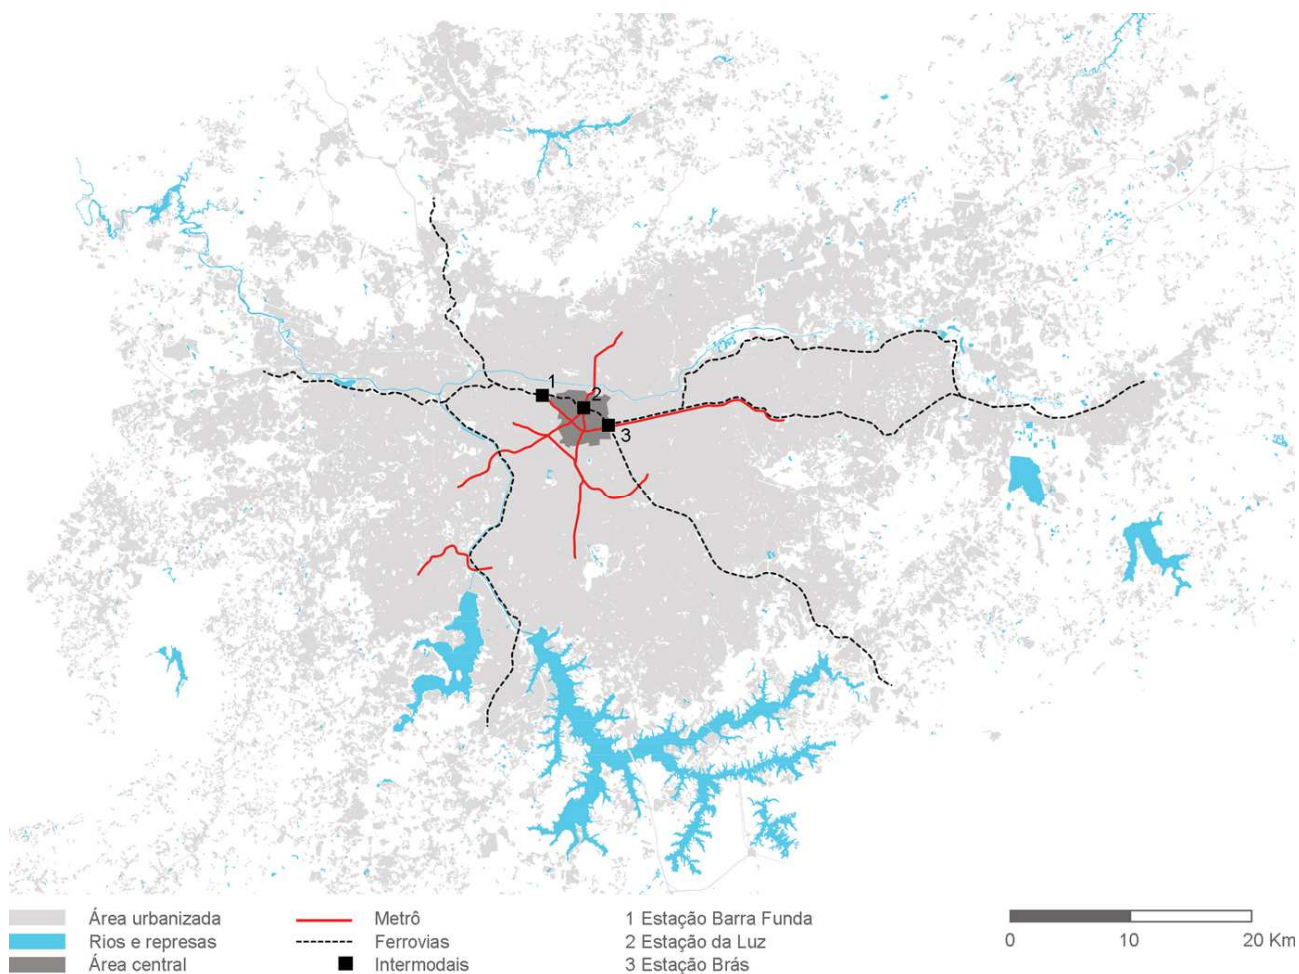 1
2
3
Área urbanizada
Rios e represas
Área central
Metrô
Ferrovias
Intermodais
1 Estação Barra Funda
2 Estação da Luz
3 Estação Brás
0 10 20 Km